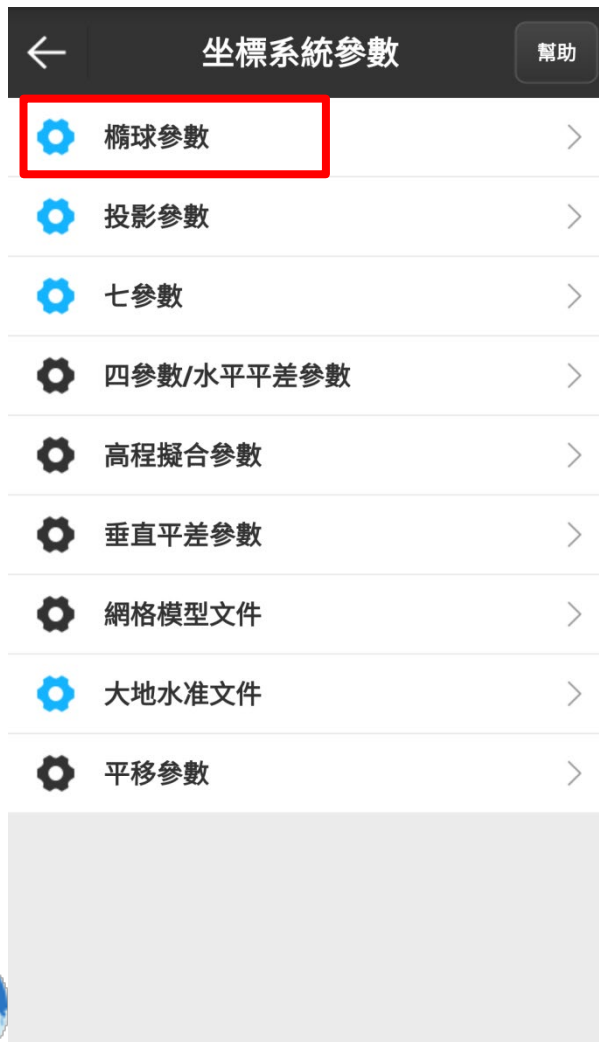 坐標系統參數
幫助
橢球參數
投影參數
七參數
四參數/水平平差參數
高程擬合參數
垂直平差參數
網格模型文件
大地水准文件
平移參數